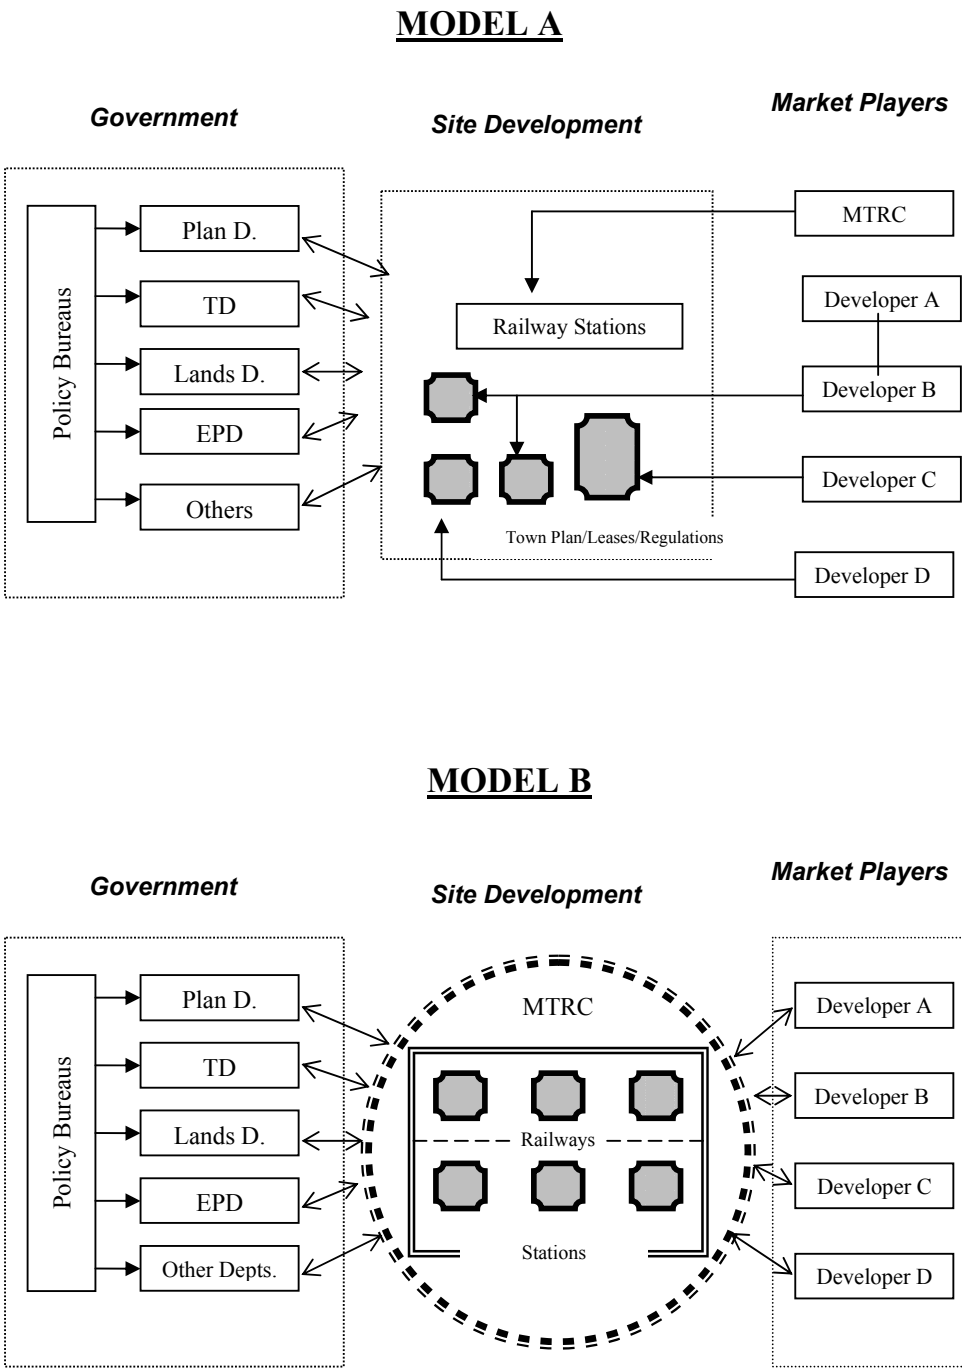 MODEL A
Government
Site Development
Market Players
Policy Bureaus
Plan D.
TD
Lands D.
EPD
Others
Railway Stations
Town Plan/Leases/Regulations
MTRC
Developer A
Developer B
Developer C
Developer D
MODEL B
Government
Site Development
Market Players
Policy Bureaus
Plan D.
TD
Lands D.
EPD
Other Depts.
MTRC
Railways
Stations
Developer A
Developer B
Developer C
Developer D